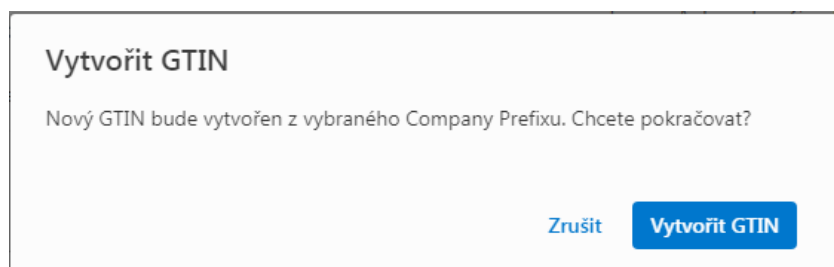 Vytvořit GTIN
Nový GTIN bude vytvořen z vybraného Company Prefixu. Chcete pokračovat?
Zrušit
Vytvořit GTIN